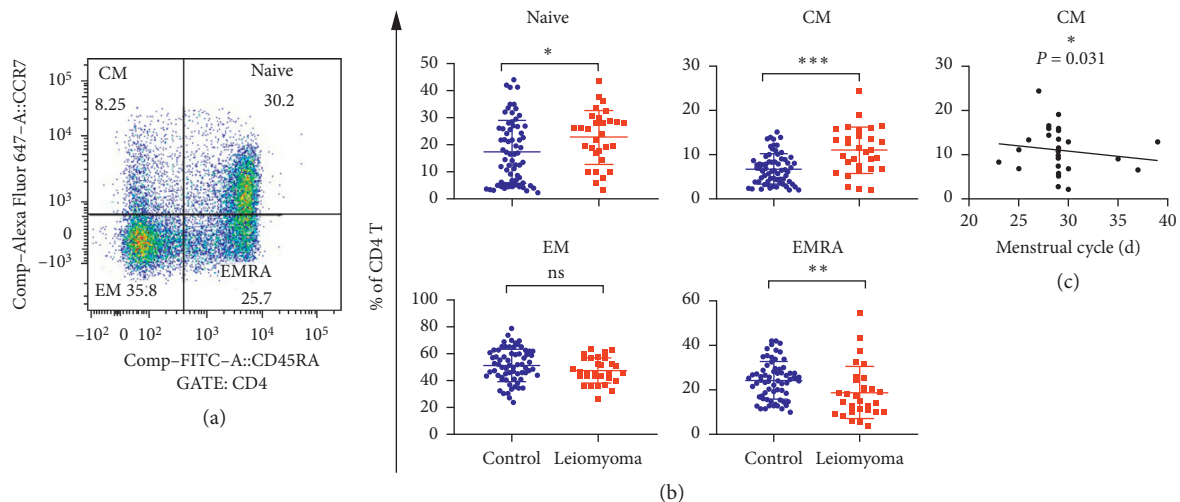 Comp–Alexa Fluor 647–A::CCR7
10⁵
10⁴
10³
0
–10³
CM
8.25
Naive
30.2
EM 35.8
EMRA
25.7
–10² 0 10² 10³ 10⁴ 10⁵
Comp–FITC–A::CD45RA
GATE: CD4
(a)
% of CD4 T
Naive
*
50
40
30
20
10
0
CM
***
30
20
10
0
EM
ns
100
80
60
40
20
0
Control Leiomyoma
EMRA
**
60
40
20
0
Control Leiomyoma
(b)
CM
*
P = 0.031
30
20
10
0
20 25 30 35 40
Menstrual cycle (d)
(c)